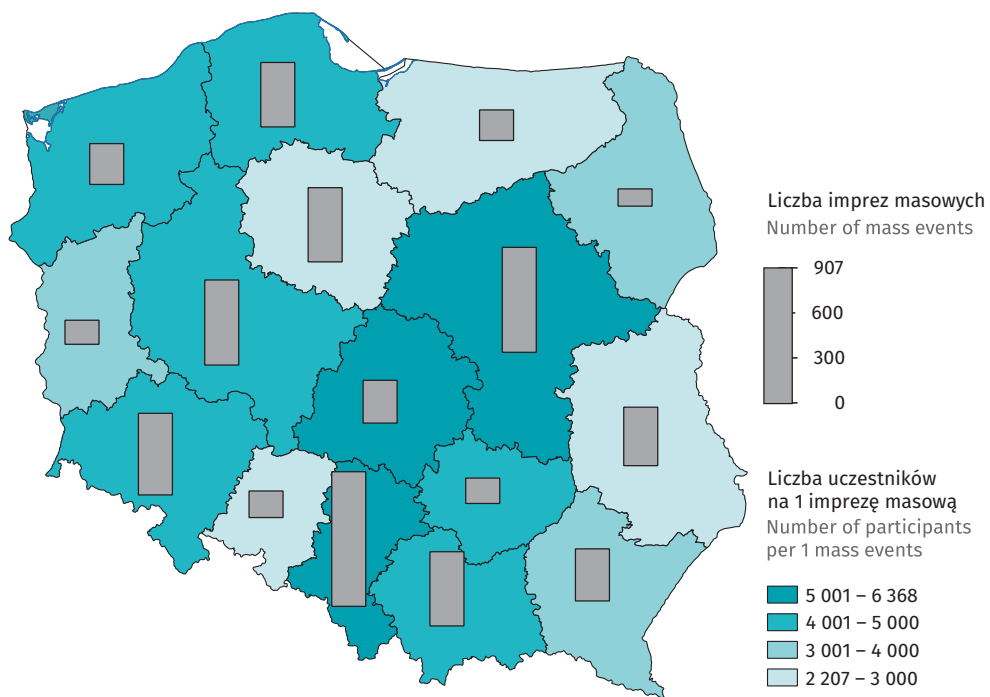 Liczba imprez masowych
Number of mass events
907
600
300
0
Liczba uczestników
na 1 imprezę masową
Number of participants
per 1 mass events
5 001 – 6 368
4 001 – 5 000
3 001 – 4 000
2 207 – 3 000